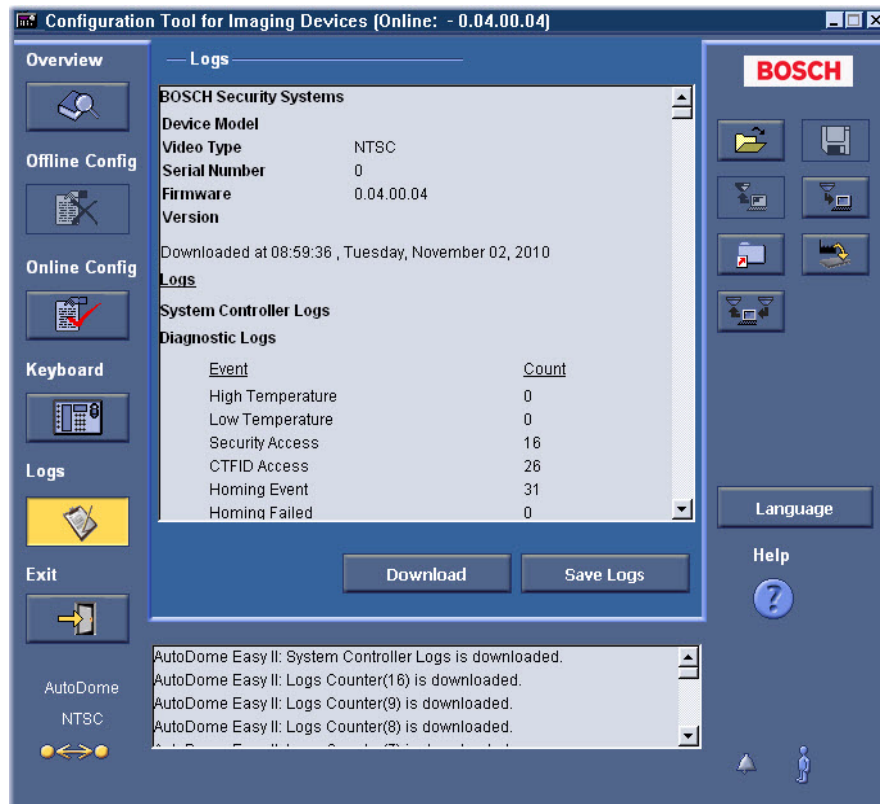 Configuration Tool for Imaging Devices (Online: - 0.04.00.04)
Overview
Offline Config
Online Config
Keyboard
Logs
Exit
AutoDome
NTSC
Logs
BOSCH Security Systems
Device Model
Video Type NTSC
Serial Number 0
Firmware 0.04.00.04
Version
Downloaded at 08:59:36 , Tuesday, November 02, 2010
Logs
System Controller Logs
Diagnostic Logs
Event Count
High Temperature 0
Low Temperature 0
Security Access 16
CTFID Access 26
Homing Event 31
Homing Failed 0
Download
Save Logs
AutoDome Easy II: System Controller Logs is downloaded.
AutoDome Easy II: Logs Counter(16) is downloaded.
AutoDome Easy II: Logs Counter(9) is downloaded.
AutoDome Easy II: Logs Counter(8) is downloaded.
BOSCH
Language
Help
?